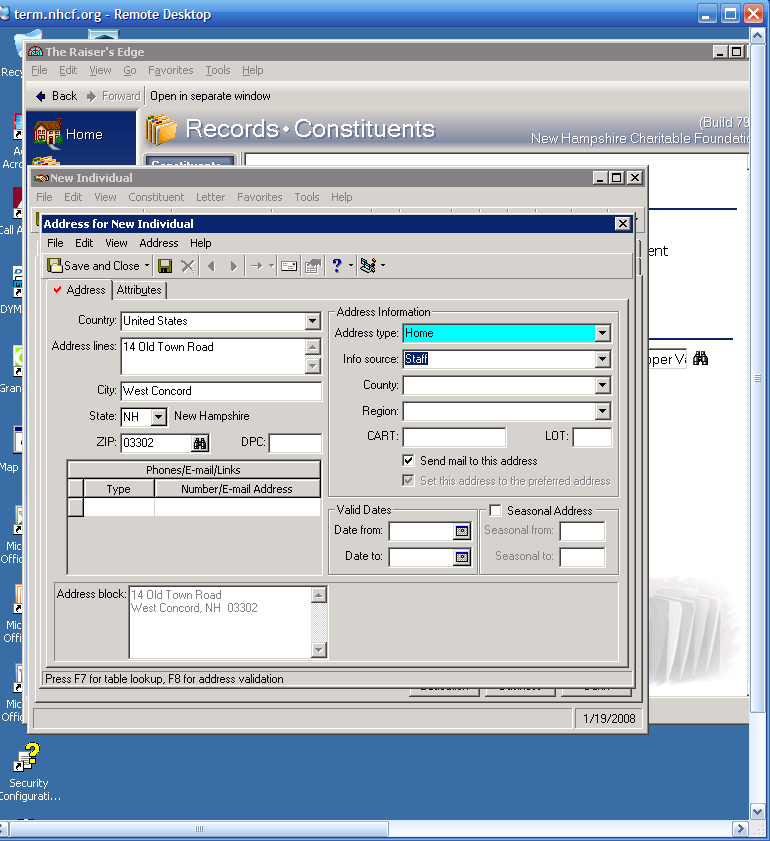 term.nhcf.org - Remote Desktop
The Raiser's Edge
File Edit View Go Favorites Tools Help
Back Forward Open in separate window
Home
Records • Constituents
(Build 79
New Hampshire Charitable Foundatio
Constituents
New Individual
File Edit View Constituent Letter Favorites Tools Help
Address for New Individual
File Edit View Address Help
Save and Close
Address Attributes
Country: United States
Address lines: 14 Old Town Road
City: West Concord
State: NH New Hampshire
ZIP: 03302 DPC:
Phones/E-mail/Links
Type Number/E-mail Address
Address Information
Address type: Home
Info source: Staff
County:
Region:
CART: LOT:
Send mail to this address
Set this address to the preferred address
Valid Dates
Date from:
Date to:
Seasonal Address
Seasonal from:
Seasonal to:
Address block: 14 Old Town Road
West Concord, NH 03302
Press F7 for table lookup, F8 for address validation
1/19/2008
ent
pper Va
Recy
Ac
Acro
Call A
DYM
Gran
Map
Mic
Offic
Mic
Offi
Mic
Offic
Security
Configurati...